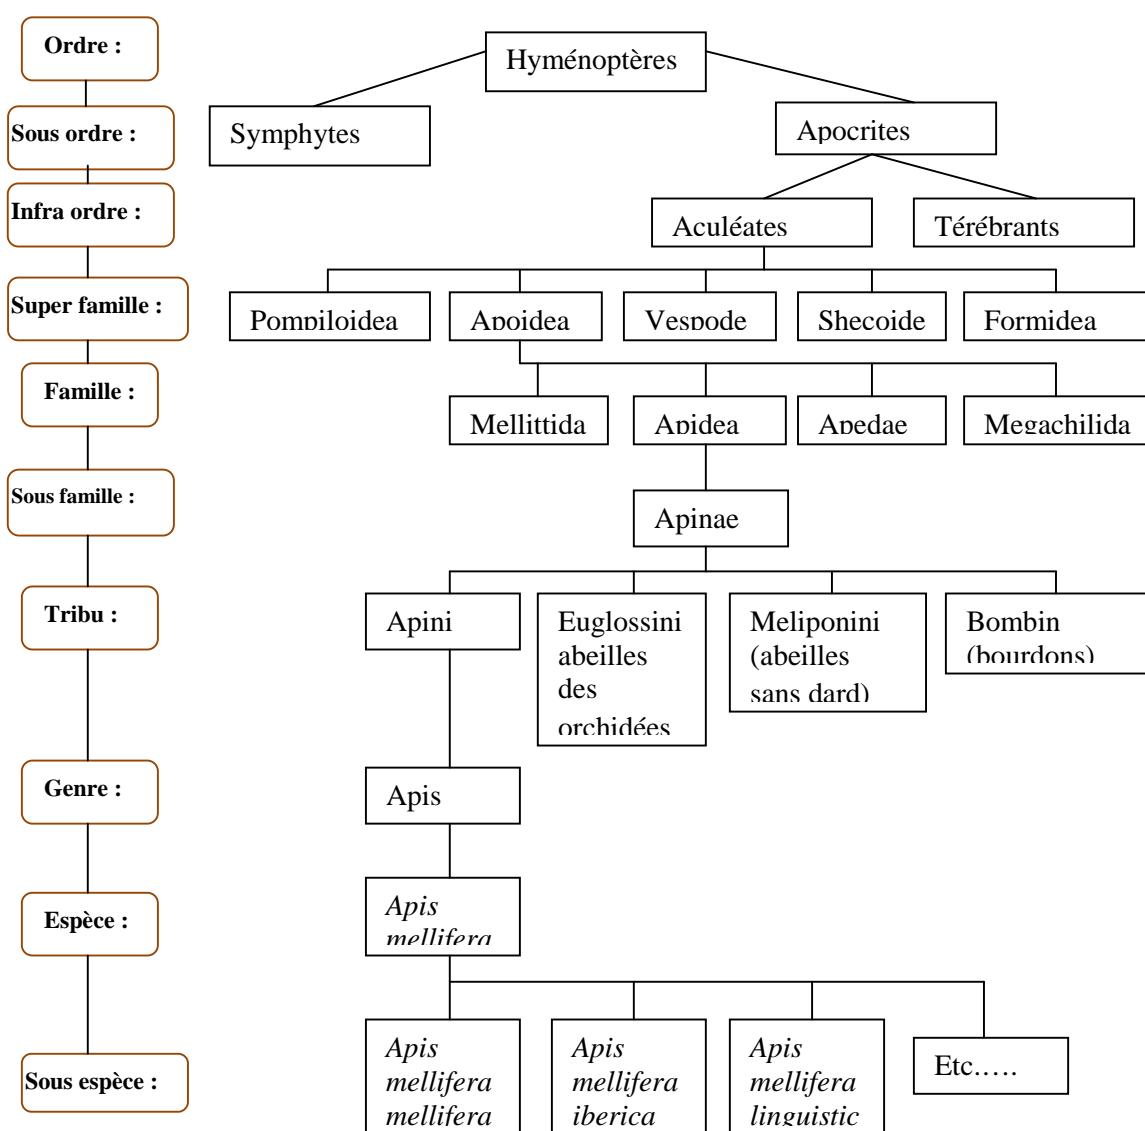 Ordre :
Hyménoptères
Sous ordre :
Symphytes
Apocrites
Infra ordre :
Aculéates
Térébrants
Super famille :
Pompiloidea
Apoidea
Vespode
Shecoide
Formidea
Famille :
Mellittida
Apidea
Apedae
Megachilida
Sous famille :
Apinae
Tribu :
Apini
Euglossini
abeilles
des
orchidées
Meliponini
(abeilles
sans dard)
Bombin
(bourdons)
Genre :
Apis
Espèce :
Apis
mellifera
Sous espèce :
Apis
mellifera
mellifera
Apis
mellifera
iberica
Apis
mellifera
linguistic
Etc.….